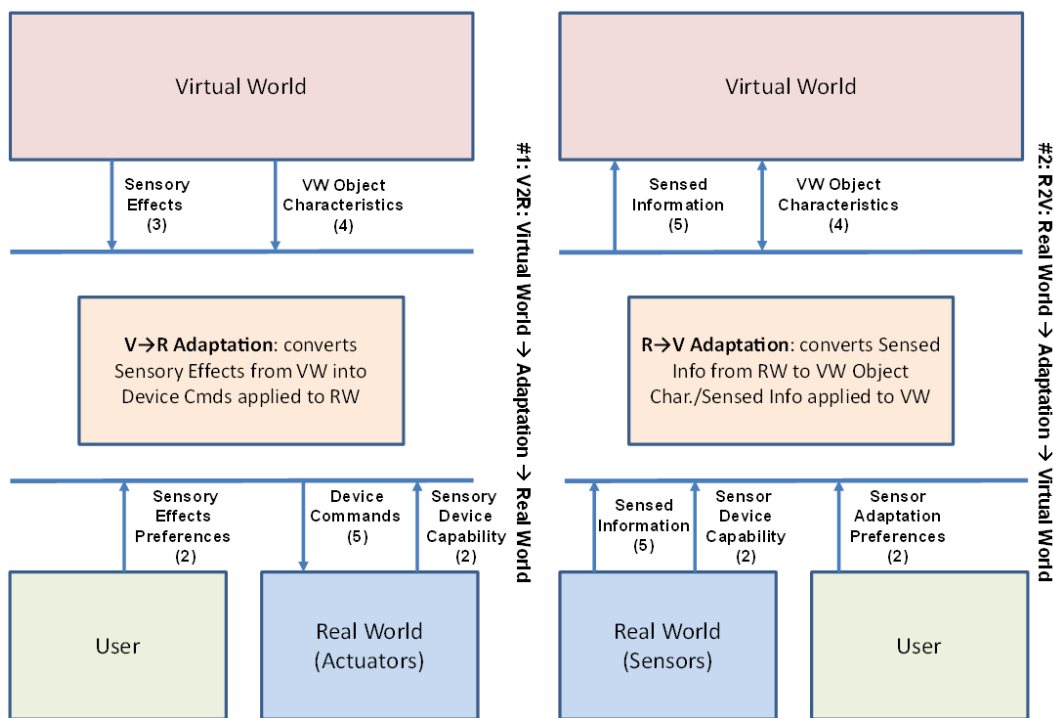 Virtual World
Sensory
Effects
(3)
VW Object
Characteristics
(4)
V→R Adaptation: converts
Sensory Effects from VW into
Device Cmds applied to RW
Sensory
Effects
Preferences
(2)
Device
Commands
(5)
Sensory
Device
Capability
(2)
User
Real World
(Actuators)
#1: V2R: Virtual World → Adaptation → Real World
Virtual World
Sensed
Information
(5)
VW Object
Characteristics
(4)
R→V Adaptation: converts Sensed
Info from RW to VW Object
Char./Sensed Info applied to VW
Sensed
Information
(5)
Sensor
Device
Capability
(2)
Sensor
Adaptation
Preferences
(2)
Real World
(Sensors)
User
#2: R2V: Real World → Adaptation → Virtual World